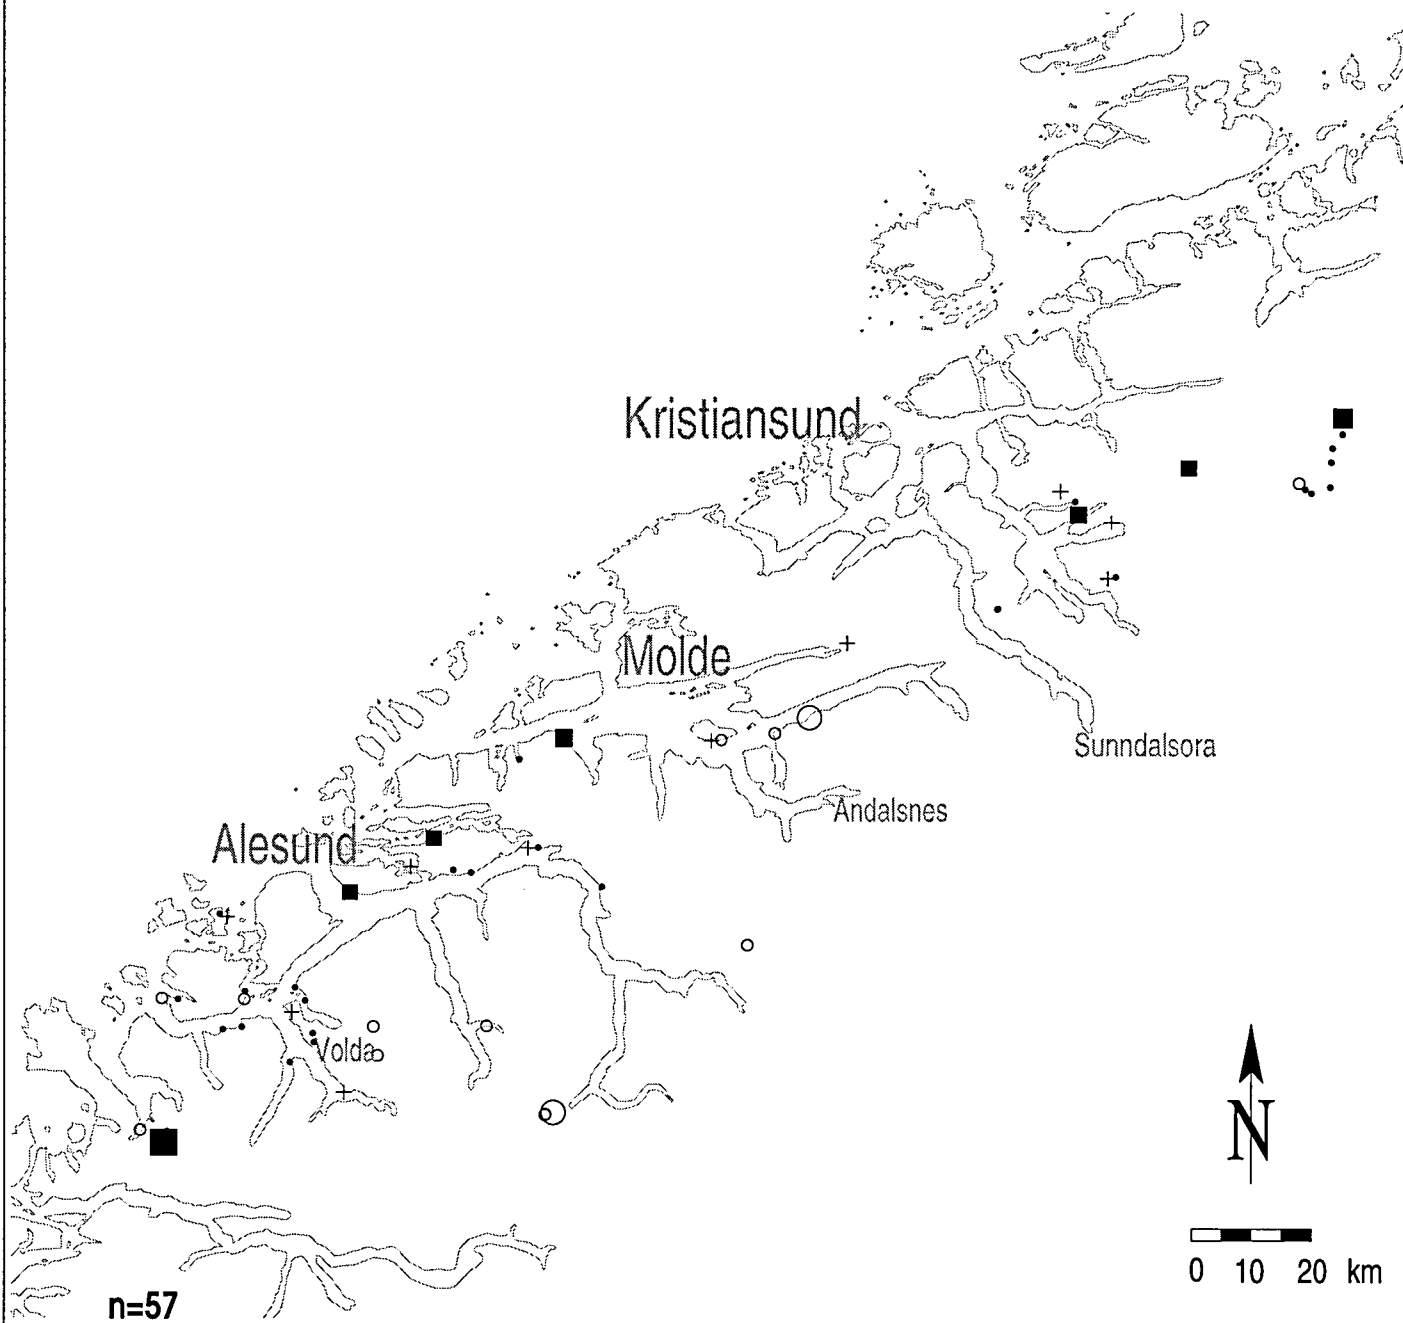 Kristiansund
Molde
Sunndalsora
Andalsnes
Alesund
Volda
N
0 10 20 km
n=57